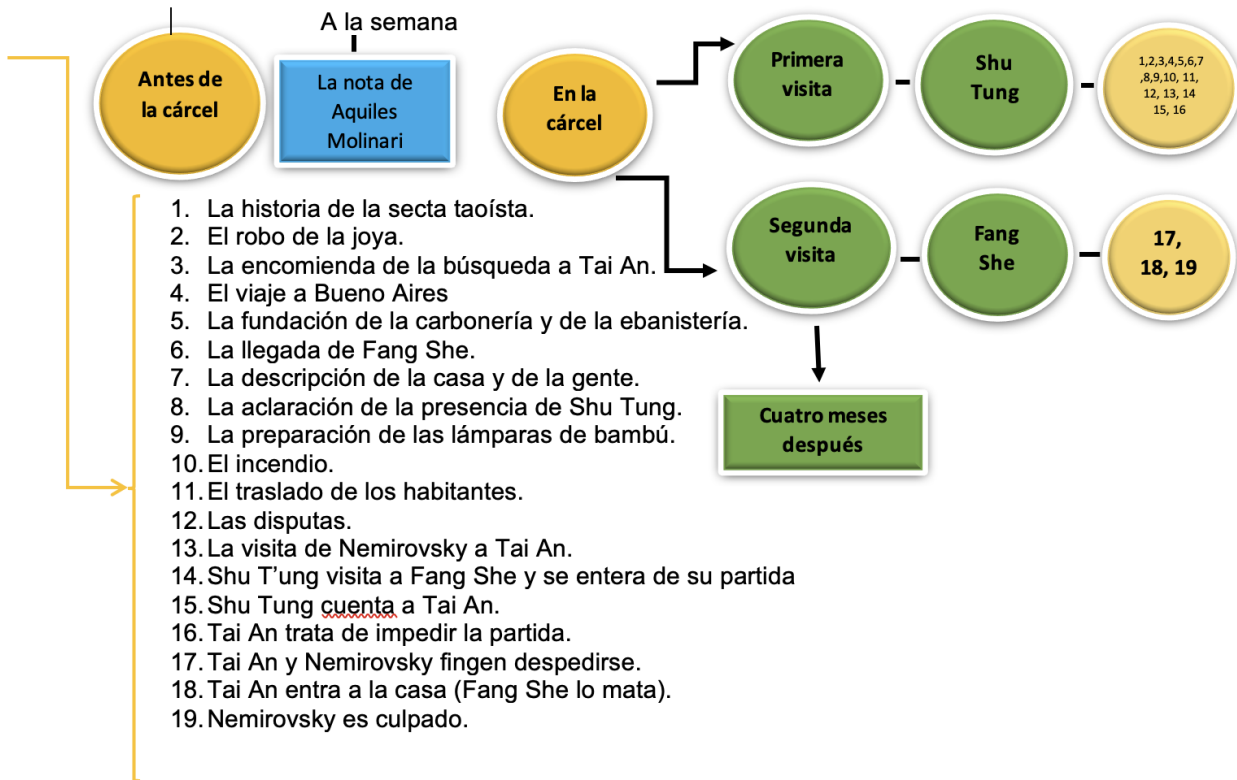 A la semana
Antes de
la cárcel
La nota de
Aquiles
Molinari
En la
cárcel
Primera
visita
Shu
Tung
1,2,3,4,5,6,7
,8,9,10, 11,
12, 13, 14
15, 16
Segunda
visita
Fang
She
17,
18, 19
Cuatro meses
después
1. La historia de la secta taoísta.
2. El robo de la joya.
3. La encomienda de la búsqueda a Tai An.
4. El viaje a Bueno Aires
5. La fundación de la carbonería y de la ebanistería.
6. La llegada de Fang She.
7. La descripción de la casa y de la gente.
8. La aclaración de la presencia de Shu Tung.
9. La preparación de las lámparas de bambú.
10. El incendio.
11. El traslado de los habitantes.
12. Las disputas.
13. La visita de Nemirovsky a Tai An.
14. Shu T’ung visita a Fang She y se entera de su partida
15. Shu Tung cuenta a Tai An.
16. Tai An trata de impedir la partida.
17. Tai An y Nemirovsky fingen despedirse.
18. Tai An entra a la casa (Fang She lo mata).
19. Nemirovsky es culpado.